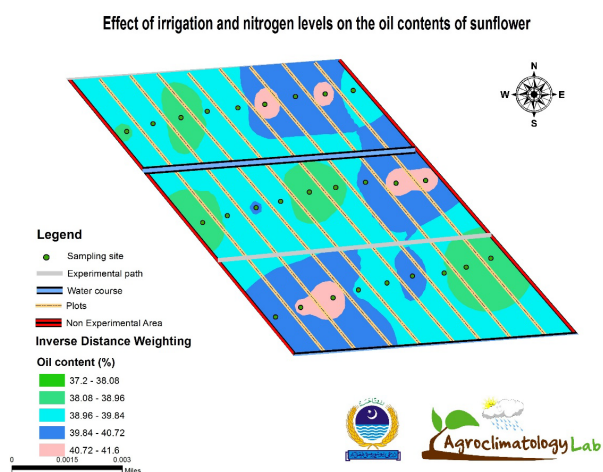 Effect of irrigation and nitrogen levels on the oil contents of sunflower
N
W E
S
Legend
Sampling site
Experimental path
Water course
Plots
Non Experimental Area
Inverse Distance Weighting
Oil content (%)
37.2 - 38.08
38.08 - 38.96
38.96 - 39.84
39.84 - 40.72
40.72 - 41.6
0 0.0015 0.003
Miles
Agroclimatology Lab